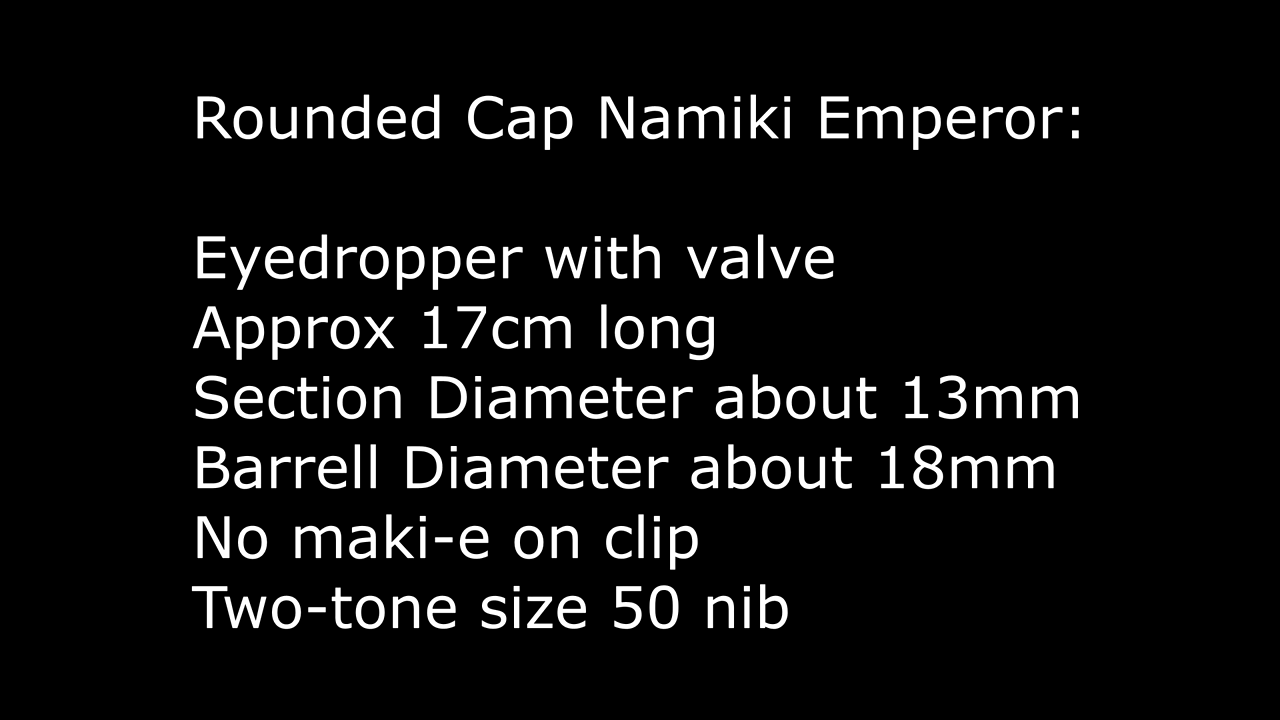 Rounded Cap Namiki Emperor:
Eyedropper with valve
Approx 17cm long
Section Diameter about 13mm
Barrell Diameter about 18mm
No maki-e on clip
Two-tone size 50 nib